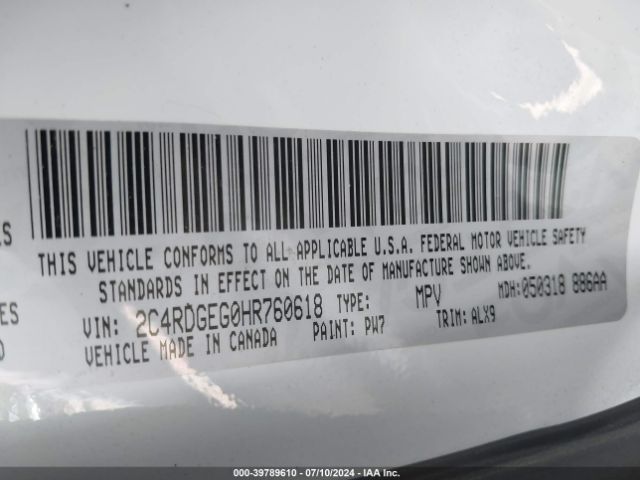 S
THIS VEHICLE CONFORMS TO ALL APPLICABLE U.S.A. FEDERAL MOTOR VEHICLE SAFETY
STANDARDS IN EFFECT ON THE DATE OF MANUFACTURE SHOWN ABOVE.
ES VIN: 2C4RDGEG0HR760618 TYPE: MPV MDH: 050318 886AA
VEHICLE MADE IN CANADA PAINT: PW7 TRIM: ALX9
000-39789610 / 07/10/2024 - IAA Inc.